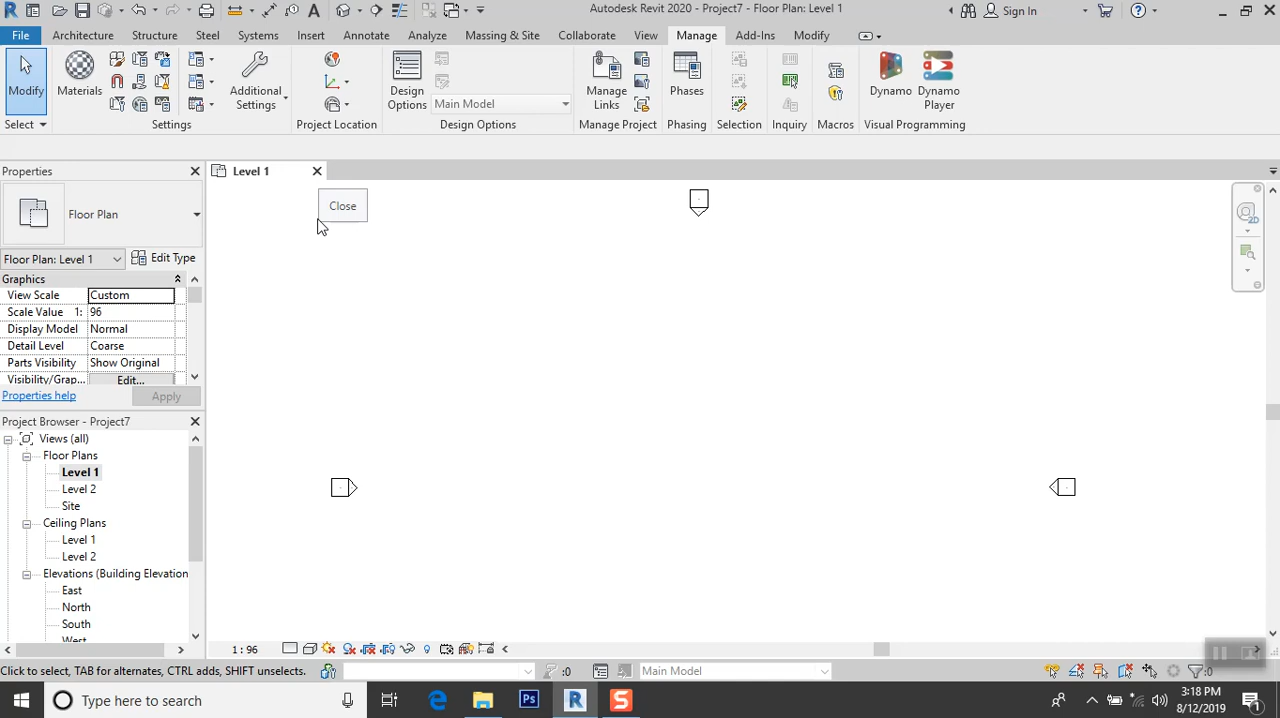 Autodesk Revit 2020 - Project7 - Floor Plan: Level 1
Sign In
File
Architecture
Structure
Steel
Systems
Insert
Annotate
Analyze
Massing & Site
Collaborate
View
Manage
Add-Ins
Modify
Modify
Materials
Additional
Settings
Design
Options
Main Model
Manage
Links
Phases
Dynamo
Dynamo
Player
Select
Settings
Project Location
Design Options
Manage Project
Phasing
Selection
Inquiry
Macros
Visual Programming
Properties
Level 1
Floor Plan
Close
2D
Floor Plan: Level 1
Edit Type
Graphics
View Scale
Custom
Scale Value 1:
96
Display Model
Normal
Detail Level
Coarse
Parts Visibility
Show Original
Visibility/Grap...
Edit...
Properties help
Apply
Project Browser - Project7
Views (all)
Floor Plans
Level 1
Level 2
Site
Ceiling Plans
Level 1
Level 2
Elevations (Building Elevation
East
North
South
West
1 : 96
Click to select, TAB for alternates, CTRL adds, SHIFT unselects.
:0
Main Model
:0
Type here to search
3:18 PM
8/12/2019